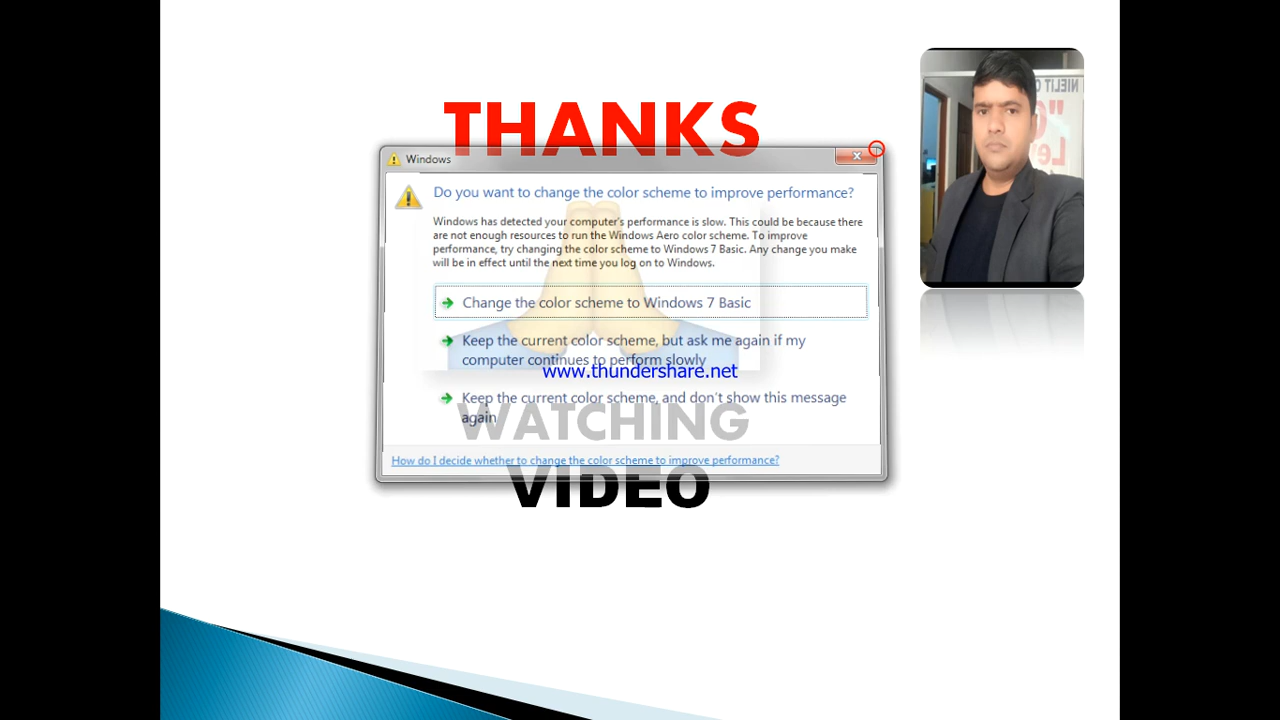 THANKS
NIELIT
Windows
Do you want to change the color scheme to improve performance?
Windows has detected your computer's performance is slow. This could be because there
are not enough resources to run the Windows Aero color scheme. To improve
performance, try changing the color scheme to Windows 7 Basic. Any change you make
will be in effect until the next time you log on to Windows.
Change the color scheme to Windows 7 Basic
Keep the current color scheme, but ask me again if my
computer continues to perform slowly
www.thundershare.net
Keep the current color scheme, and don't show this message
again
WATCHING
How do I decide whether to change the color scheme to improve performance?
VIDEO